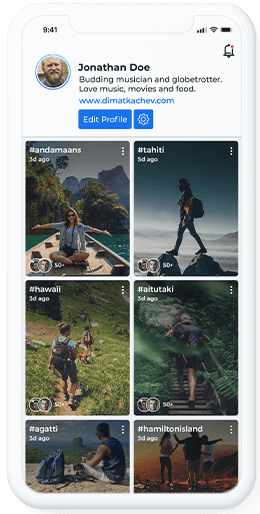 9:41
Jonathan Doe
Budding musician and globetrotter.
Love music, movies and food.
www.dimatkachev.com
Edit Profile
#andamaans
3d ago
50+
#tahiti
3d ago
50+
#hawaii
3d ago
50+
#aitutaki
3d ago
50+
#agatti
3d ago
#hamiltonisland
3d ago